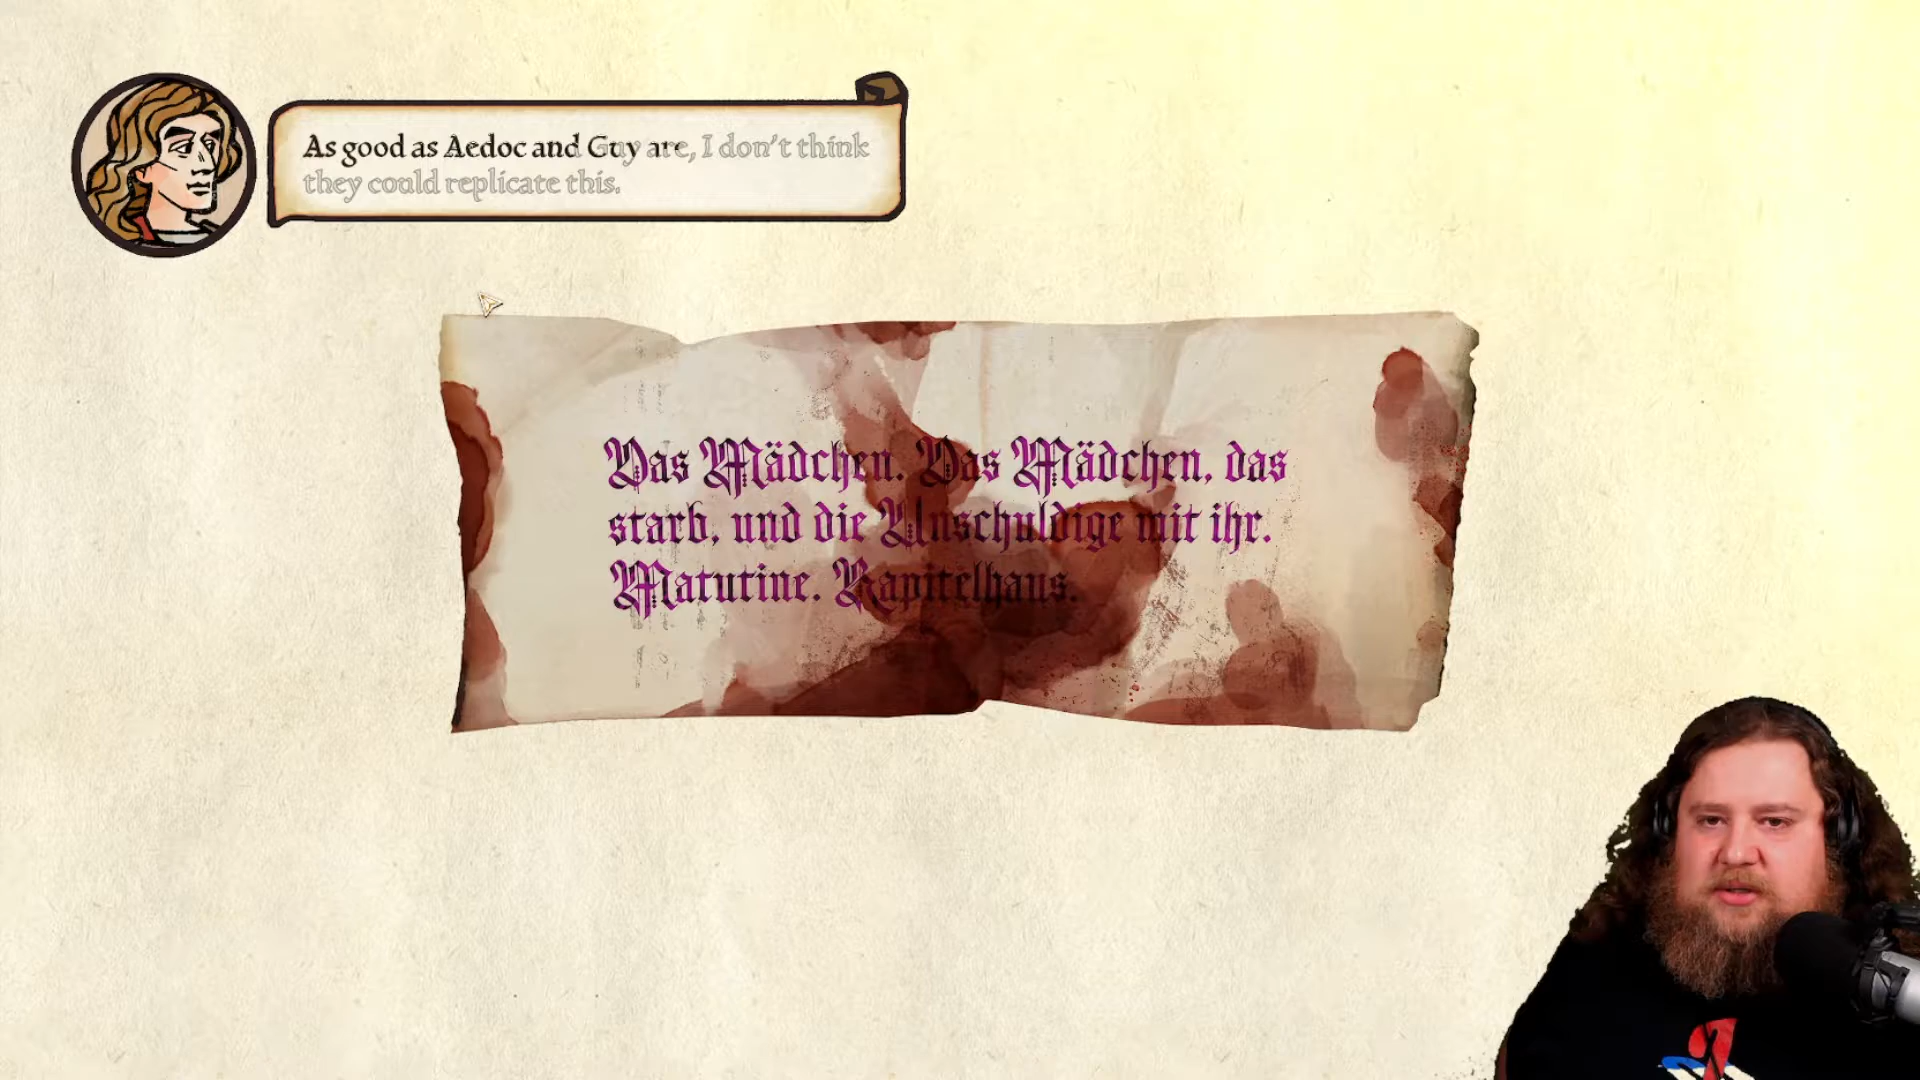 As good as Aedoc and Guy are, I don't think
they could replicate this.
Das Mädchen. Das Mädchen, das
starb, und die Unschuldige mit ihr.
Matutine. Kapitelhaus.